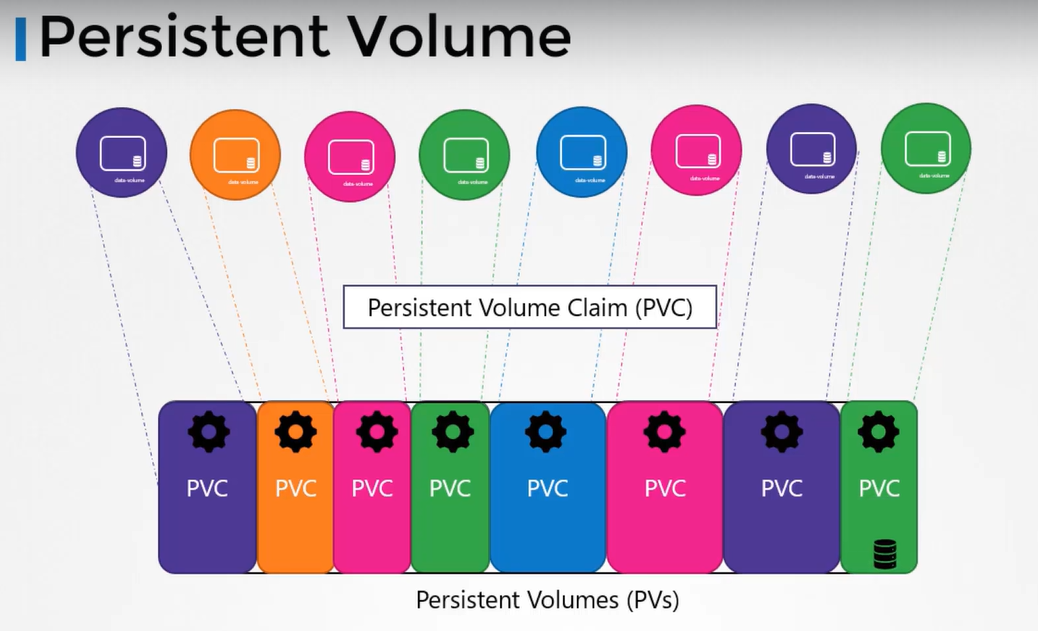 Persistent Volume
data-volume
data-volume
data-volume
data-volume
data-volume
data-volume
data-volume
data-volume
Persistent Volume Claim (PVC)
PVC
PVC
PVC
PVC
PVC
PVC
PVC
PVC
Persistent Volumes (PVs)